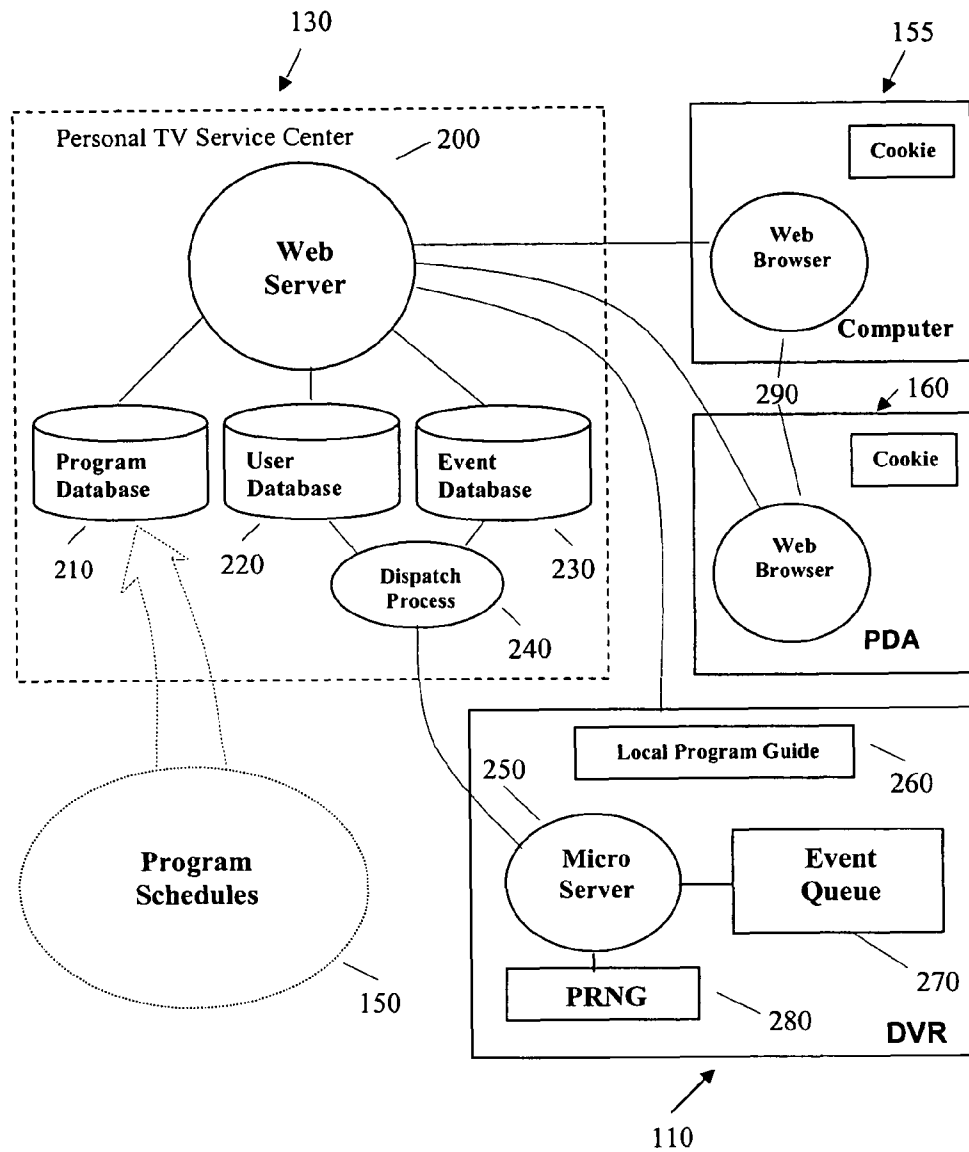 130
155
Personal TV Service Center
200
Web
Server
Cookie
Web
Browser
Computer
290
160
Program
Database
User
Database
Event
Database
Cookie
210
220
230
Web
Browser
Dispatch
Process
240
PDA
Local Program Guide
260
250
Program
Schedules
150
Micro
Server
Event
Queue
270
PRNG
280
DVR
110